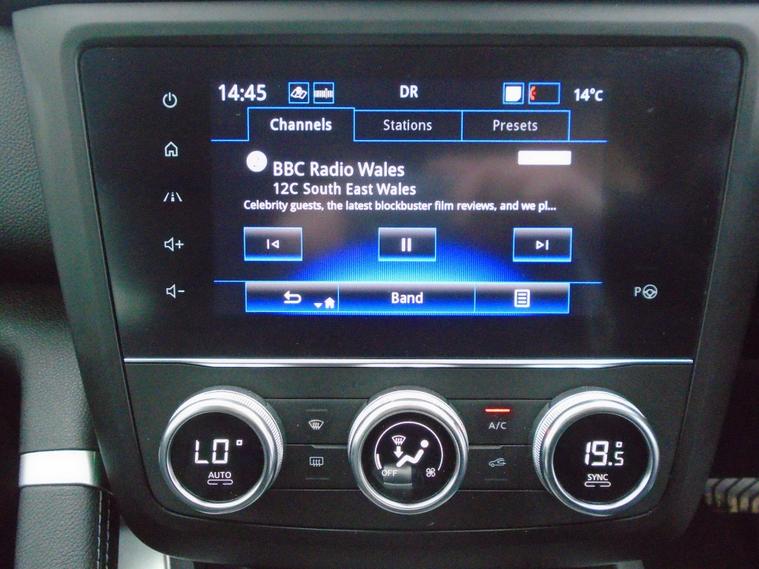 14:45 DR 14°C
Channels Stations Presets
BBC Radio Wales
12C South East Wales
Celebrity guests, the latest blockbuster film reviews, and we pl...
Band
P
A/C
LO°
AUTO
OFF
19.5°
SYNC